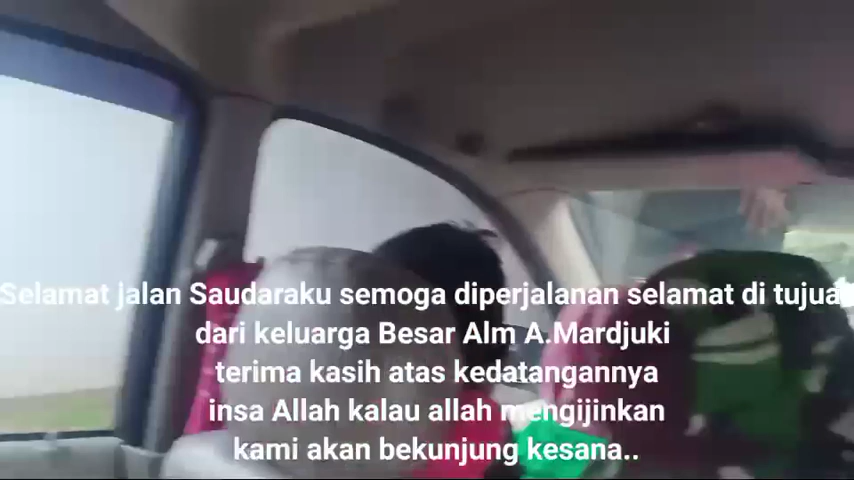 Selamat jalan Saudaraku semoga diperjalanan selamat di tujua
dari keluarga Besar Alm A.Mardjuki
terima kasih atas kedatangannya
insa Allah kalau allah mengijinkan
kami akan bekunjung kesana..